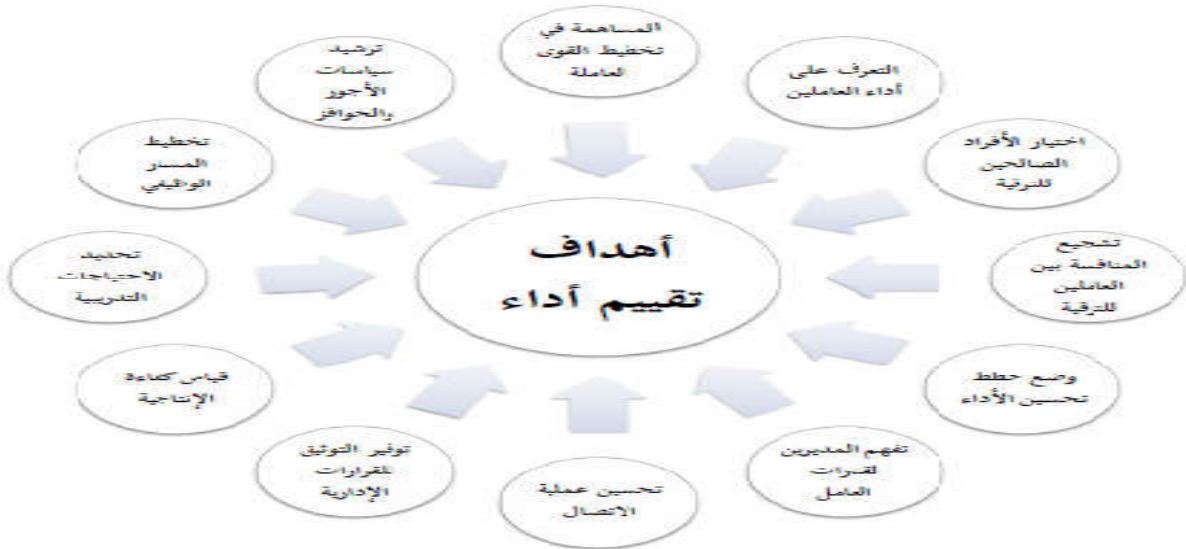 أهداف
تقييم أداء
المساهمة في
تخطيط القوى
لعاملة
التعرف على
أداء العاملين
اختيار الأفراد
الصالحين
للترقية
تشجيع
المنافسة بين
العاملين
للترقية
وضع خطط
تحسين الأداء
تفهم المديرين
لقدرات
العامل
تحسين عملية
الاتصال
توفير التوثيق
للقرارات
الإدارية
قياس كفاءة
الإنتاجية
تحديد
الاحتياجات
التدريبية
تخطيط
المسار
الوظيفي
ترشيد
سياسات
الأجور
والحوافز